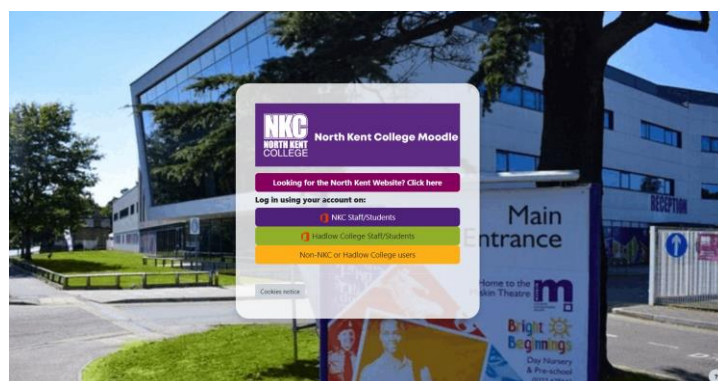 NKC
NORTH KENT
COLLEGE
North Kent College Moodle
Looking for the North Kent Website? Click here
Log in using your account on:
NKC Staff/Students
Hadlow College Staff/Students
Non-NKC or Hadlow College users
Cookies notice
Main
Entrance
RECEPTION
Home to the
Miskin Theatre
m
Bright
Beginnings
Day Nursery
& Pre-school
?